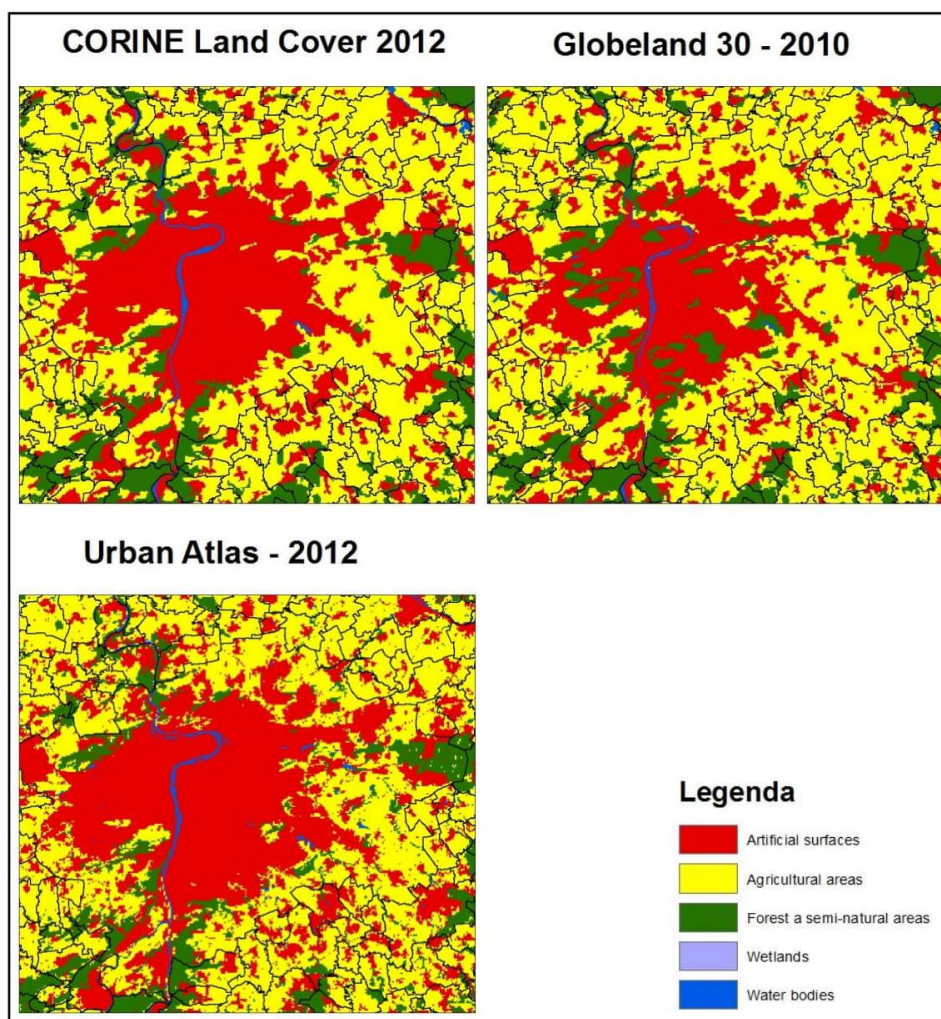 CORINE Land Cover 2012
Globeland 30 - 2010
Urban Atlas - 2012
Legenda
Artificial surfaces
Agricultural areas
Forest a semi-natural areas
Wetlands
Water bodies